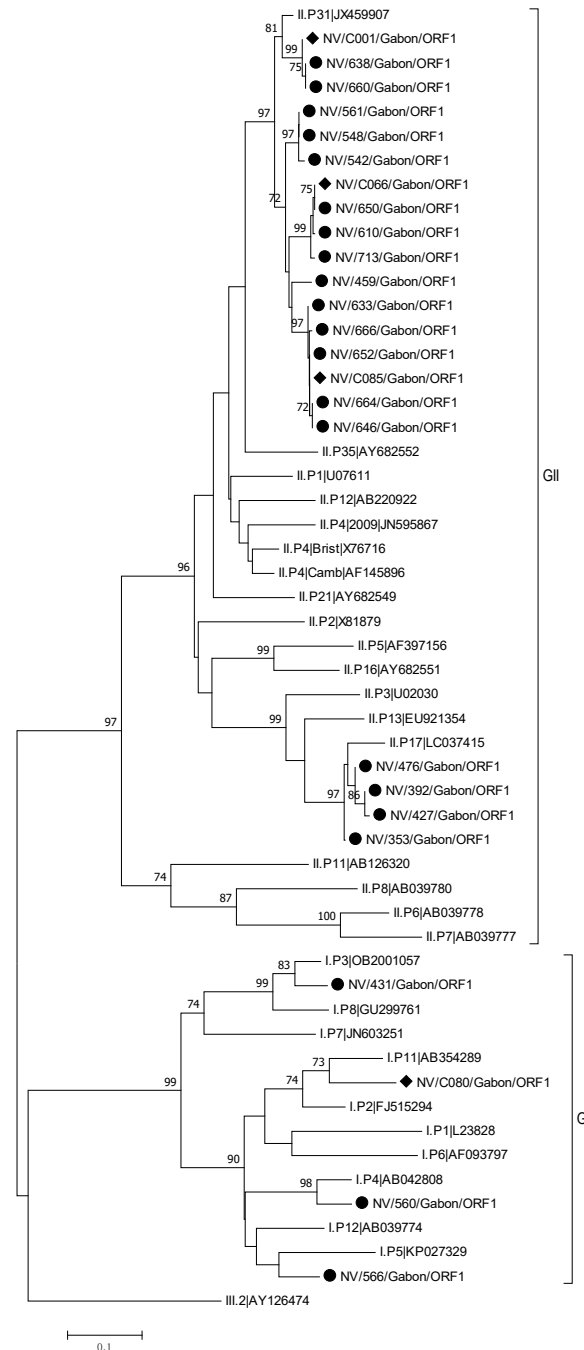 II.P31|JX459907
81
NV/C001/Gabon/ORF1
99
NV/638/Gabon/ORF1
75
NV/660/Gabon/ORF1
NV/561/Gabon/ORF1
97
97
NV/548/Gabon/ORF1
NV/542/Gabon/ORF1
NV/C066/Gabon/ORF1
75
72
NV/650/Gabon/ORF1
NV/610/Gabon/ORF1
99
NV/713/Gabon/ORF1
NV/459/Gabon/ORF1
NV/633/Gabon/ORF1
97
NV/666/Gabon/ORF1
NV/652/Gabon/ORF1
NV/C085/Gabon/ORF1
NV/664/Gabon/ORF1
72
NV/646/Gabon/ORF1
II.P35|AY682552
II.P1|U07611
GII
II.P12|AB220922
II.P4|2009|JN595867
II.P4|Brist|X76716
96
II.P4|Camb|AF145896
II.P21|AY682549
II.P2|X81879
II.P5|AF397156
99
II.P16|AY682551
II.P3|U02030
99
97
II.P13|EU921354
II.P17|LC037415
NV/476/Gabon/ORF1
97
86
NV/392/Gabon/ORF1
NV/427/Gabon/ORF1
NV/353/Gabon/ORF1
II.P11|AB126320
74
II.P8|AB039780
87
II.P6|AB039778
100
II.P7|AB039777
I.P3|OB2001057
83
99
NV/431/Gabon/ORF1
74
I.P8|GU299761
I.P7|JN603251
I.P11|AB354289
73
99
74
NV/C080/Gabon/ORF1
I.P2|FJ515294
G
I.P1|L23828
I.P6|AF093797
90
I.P4|AB042808
98
NV/560/Gabon/ORF1
I.P12|AB039774
I.P5|KP027329
NV/566/Gabon/ORF1
III.2|AY126474
0.1